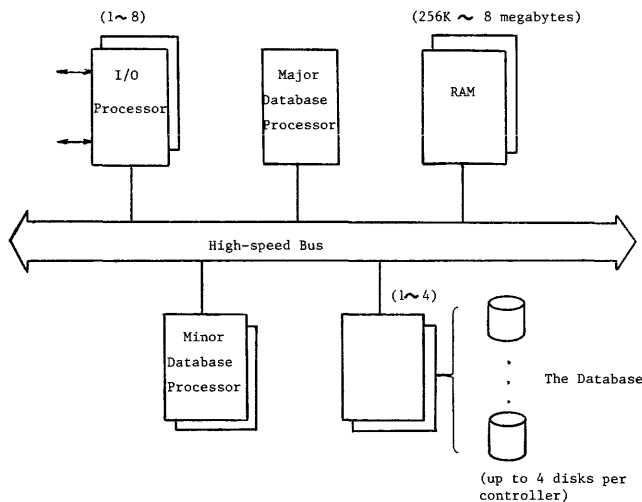 (1～8)
I/O
Processor
Major
Database
Processor
(256K ～ 8 megabytes)
RAM
High-speed Bus
Minor
Database
Processor
(1～4)
The Database
(up to 4 disks per
controller)